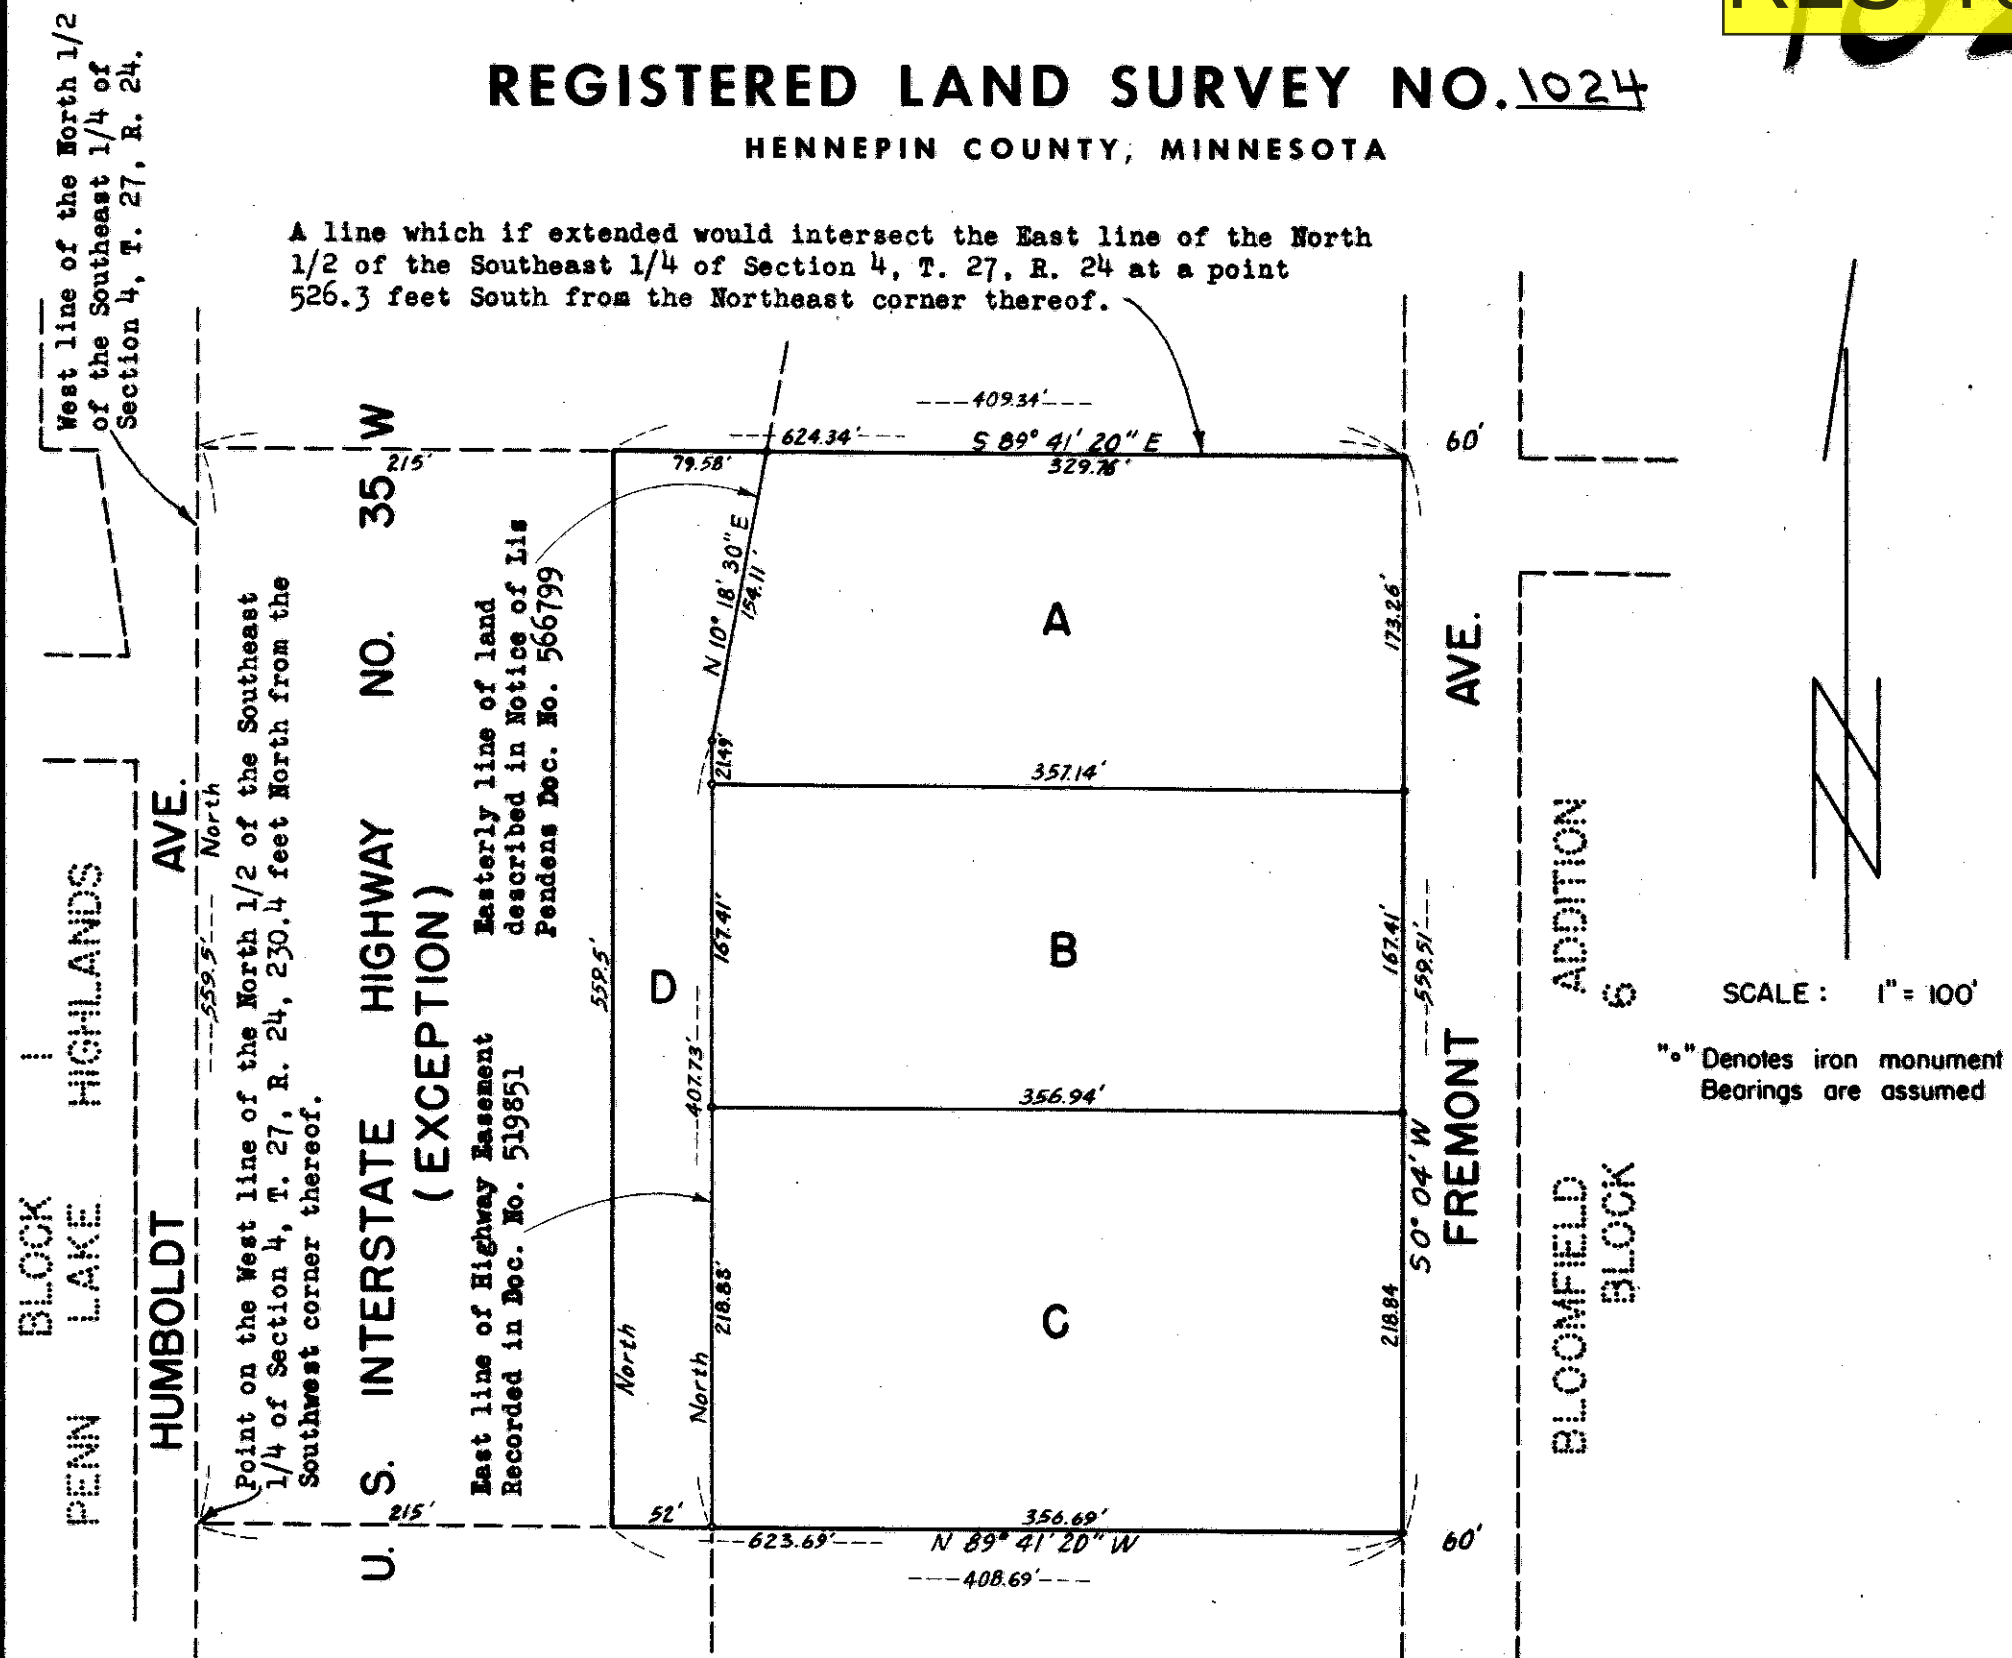 REGISTERED LAND SURVEY NO. 1024
HENNEPIN COUNTY, MINNESOTA
West line of the North 1/2
of the Southeast 1/4 of
Section 4, T. 27, R. 24.
A line which if extended would intersect the East line of the North
1/2 of the Southeast 1/4 of Section 4, T. 27, R. 24 at a point
526.3 feet South from the Northeast corner thereof.
---409.34'---
---624.34'---
S 89° 41' 20" E
60'
215'
79.58'
329.76'
N 10° 18' 30" E
154.11'
A
173.26'
21.49'
357.14'
Easterly line of land
described in Notice of Lis
Pendens Doc. No. 566799
Point on the West line of the North 1/2 of the Southeast
1/4 of Section 4, T. 27, R. 24, 230.4 feet North from the
Southwest corner thereof.
North
---559.5'---
HUMBOLDT AVE.
BLOCK 1
PENN LAKE HIGHLANDS
U. S. INTERSTATE HIGHWAY NO. 35 W
(EXCEPTION)
East line of Highway Easement
Recorded in Doc. No. 519851
559.5'
North
D
167.41'
---407.73'---
B
167.41'
---559.51'---
356.94'
218.88'
North
C
218.84
S 0° 04' W
FREMONT AVE.
BLOOMFIELD ADDITION
BLOCK 6
SCALE: 1" = 100'
"o" Denotes iron monument
Bearings are assumed
N
215'
52'
356.69'
---623.69'---
N 89° 41' 20" W
60'
---408.69'---